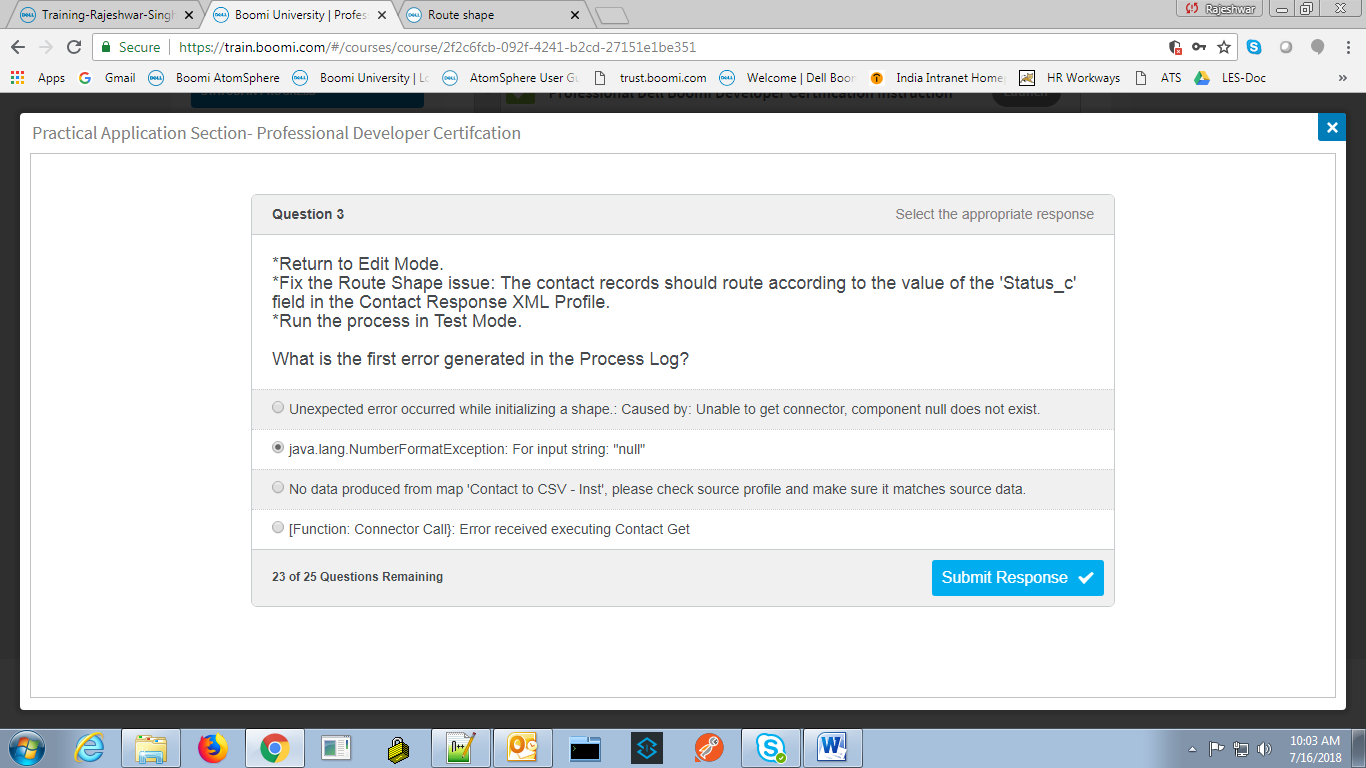 Training-Rajeshwar-Singh
Boomi University | Profess
Route shape
Rajeshwar
Secure | https://train.boomi.com/#/courses/course/2f2c6fcb-092f-4241-b2cd-27151e1be351
Apps Gmail Boomi AtomSphere Boomi University | Lo AtomSphere User Gu trust.boomi.com Welcome | Dell Boom India Intranet Home HR Workways ATS LES-Doc »
Professional Dell Boomi Developer Certification Instruction
Practical Application Section- Professional Developer Certifcation
Question 3
Select the appropriate response
*Return to Edit Mode.
*Fix the Route Shape issue: The contact records should route according to the value of the 'Status_c'
field in the Contact Response XML Profile.
*Run the process in Test Mode.
What is the first error generated in the Process Log?
Unexpected error occurred while initializing a shape.: Caused by: Unable to get connector, component null does not exist.
java.lang.NumberFormatException: For input string: "null"
No data produced from map 'Contact to CSV - Inst', please check source profile and make sure it matches source data.
[Function: Connector Call}: Error received executing Contact Get
23 of 25 Questions Remaining
Submit Response
10:03 AM
7/16/2018